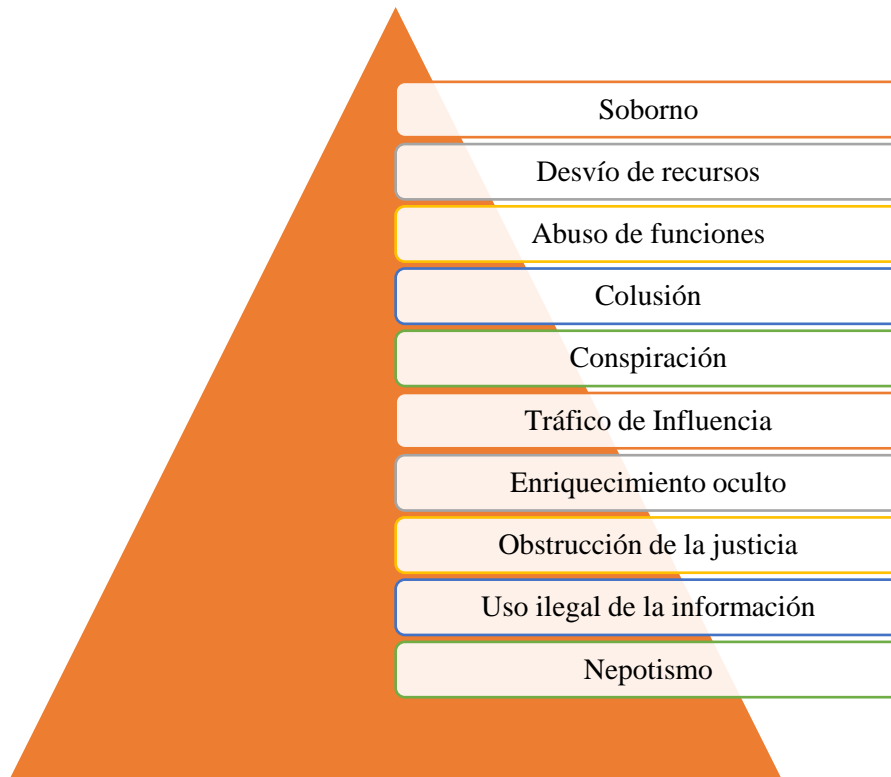 Soborno
Desvío de recursos
Abuso de funciones
Colusión
Conspiración
Tráfico de Influencia
Enriquecimiento oculto
Obstrucción de la justicia
Uso ilegal de la información
Nepotismo